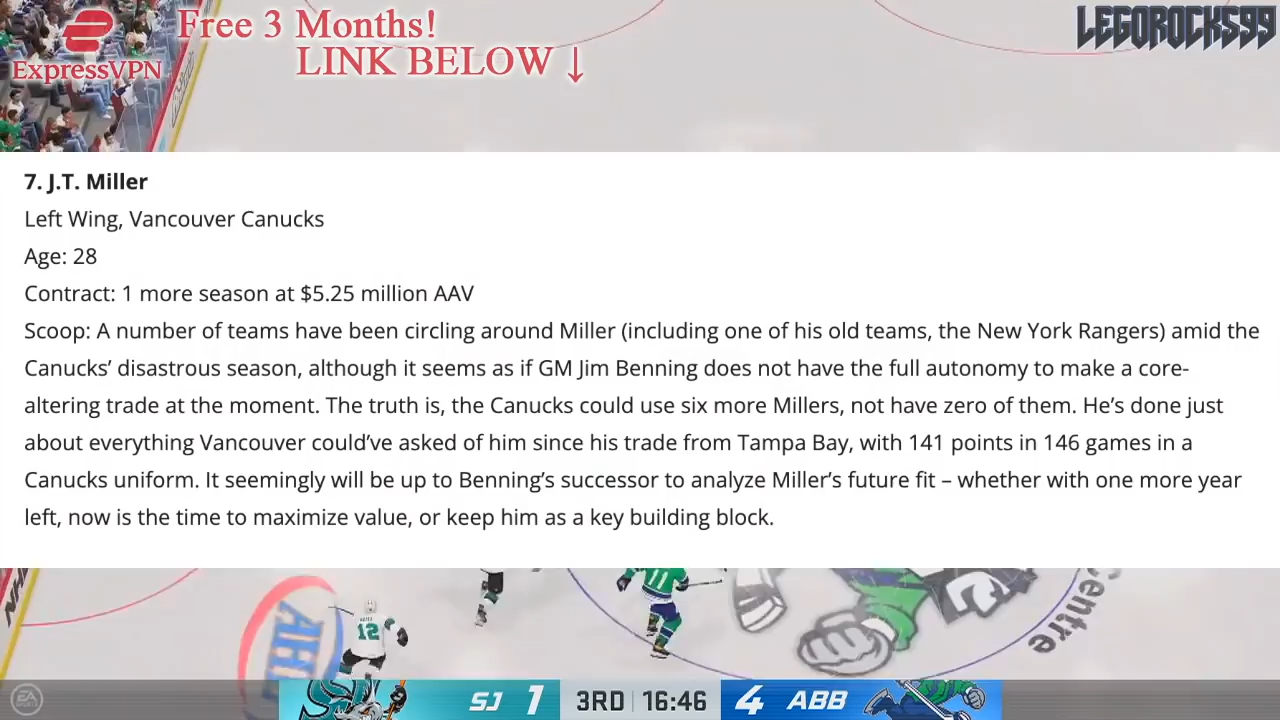 Free 3 Months!
LINK BELOW ↓
ExpressVPN
LEGOROCKS99
7. J.T. Miller
Left Wing, Vancouver Canucks
Age: 28
Contract: 1 more season at $5.25 million AAV
Scoop: A number of teams have been circling around Miller (including one of his old teams, the New York Rangers) amid the
Canucks’ disastrous season, although it seems as if GM Jim Benning does not have the full autonomy to make a core-
altering trade at the moment. The truth is, the Canucks could use six more Millers, not have zero of them. He’s done just
about everything Vancouver could’ve asked of him since his trade from Tampa Bay, with 141 points in 146 games in a
Canucks uniform. It seemingly will be up to Benning’s successor to analyze Miller’s future fit – whether with one more year
left, now is the time to maximize value, or keep him as a key building block.
11
12
AHL
Centre
NHL
EA
SPORTS
SJ 1 3RD 16:46 4 ABB